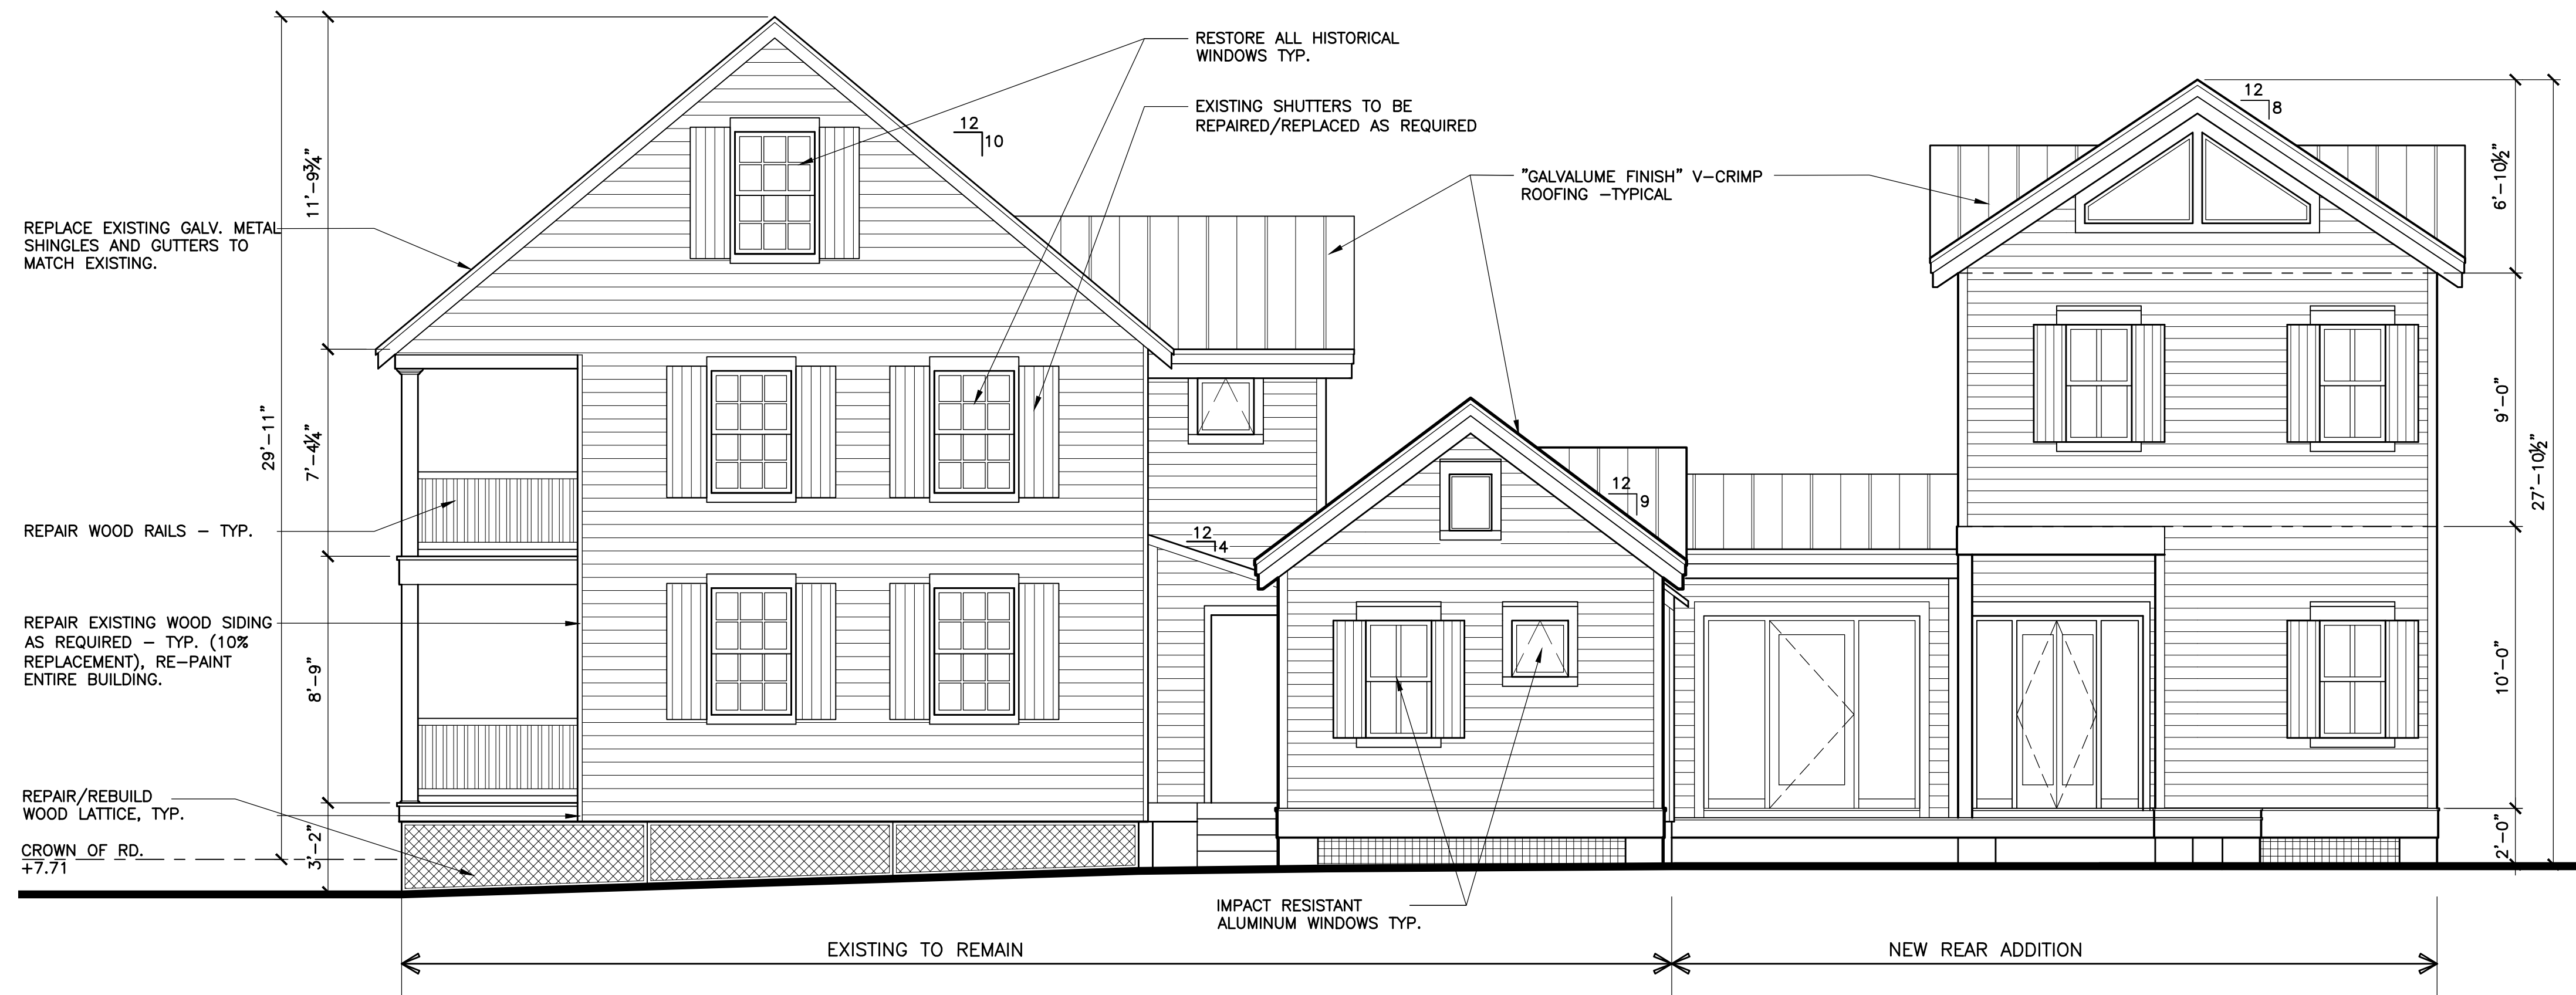 RESTORE ALL HISTORICAL
WINDOWS TYP.
EXISTING SHUTTERS TO BE
REPAIRED/REPLACED AS REQUIRED
12
10
12
8
"GALVALUME FINISH" V-CRIMP
ROOFING -TYPICAL
11'-9¾"
6'-10½"
REPLACE EXISTING GALV. METAL
SHINGLES AND GUTTERS TO
MATCH EXISTING.
29'-11"
7'-4¼"
9'-0"
27'-10½"
12
9
12
4
REPAIR WOOD RAILS - TYP.
REPAIR EXISTING WOOD SIDING
AS REQUIRED - TYP. (10%
REPLACEMENT), RE-PAINT
ENTIRE BUILDING.
8'-9"
10'-0"
REPAIR/REBUILD
WOOD LATTICE, TYP.
CROWN OF RD.
+7.71
3'-2"
2'-0"
IMPACT RESISTANT
ALUMINUM WINDOWS TYP.
EXISTING TO REMAIN
NEW REAR ADDITION